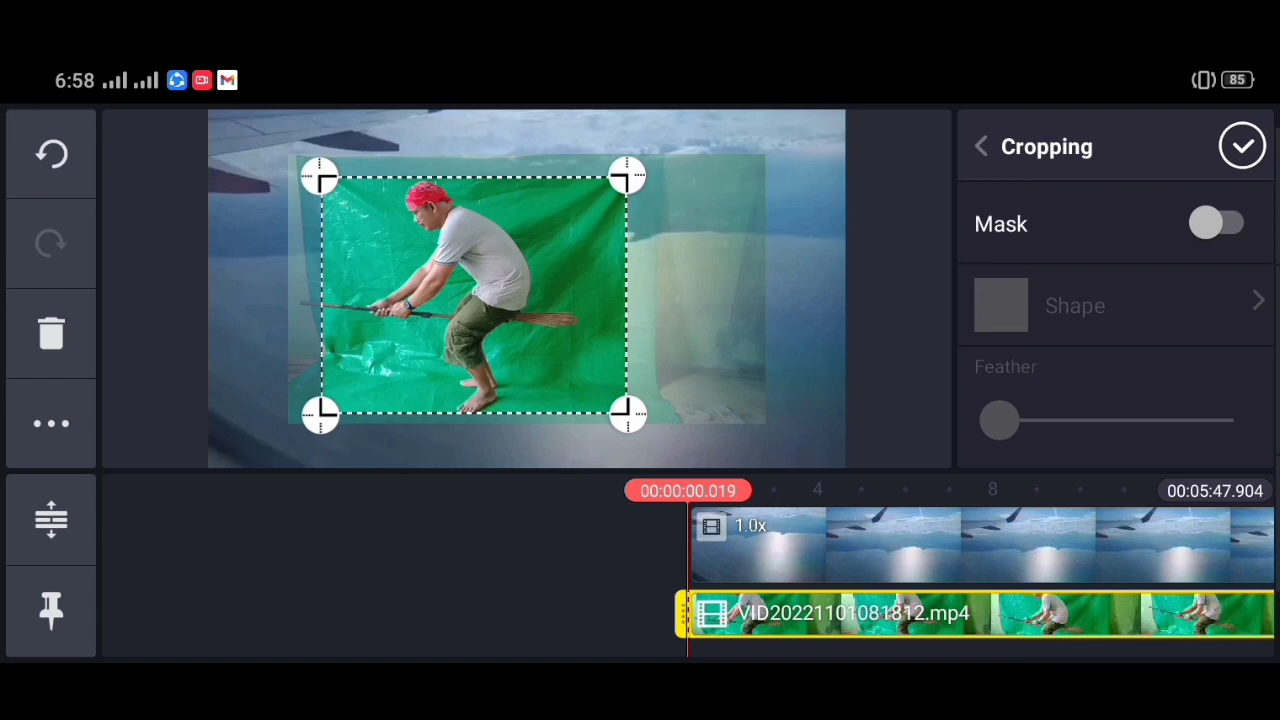 6:58
85
Cropping
Mask
Shape
Feather
00:00:00.019
4
8
00:05:47.904
1.0x
VID20221101081812.mp4